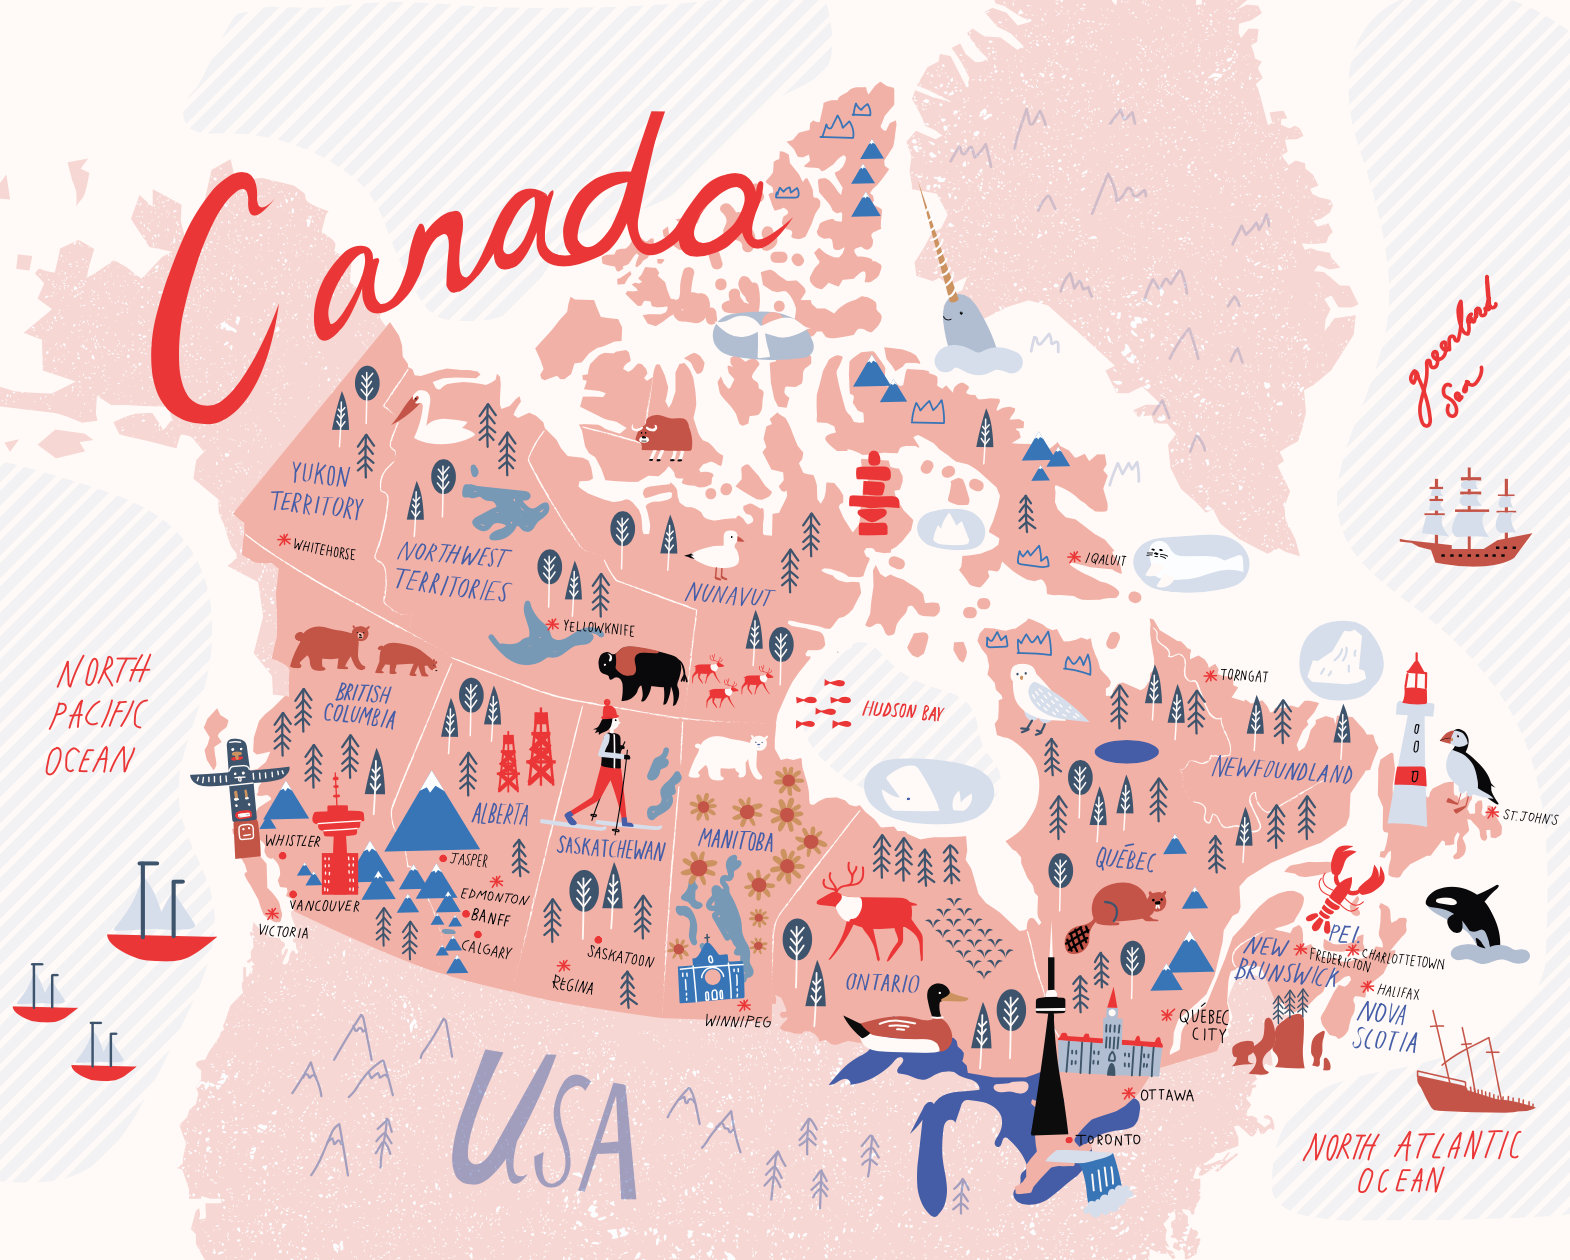 Canada
greenland
Sea
YUKON
TERRITORY
WHITEHORSE
NORTHWEST
TERRITORIES
YELLOWKNIFE
NUNAVUT
IQALUIT
NORTH
PACIFIC
OCEAN
BRITISH
COLUMBIA
HUDSON BAY
TORNGAT
NEWFOUNDLAND
ST. JOHN'S
ALBERTA
SASKATCHEWAN
MANITOBA
QUÉBEC
WHISTLER
JASPER
EDMONTON
VANCOUVER
BANFF
VICTORIA
CALGARY
SASKATOON
REGINA
WINNIPEG
ONTARIO
PEI.
NEW
BRUNSWICK
FREDERICTON
CHARLOTTETOWN
HALIFAX
NOVA
SCOTIA
QUÉBEC
CITY
OTTAWA
TORONTO
USA
NORTH ATLANTIC
OCEAN